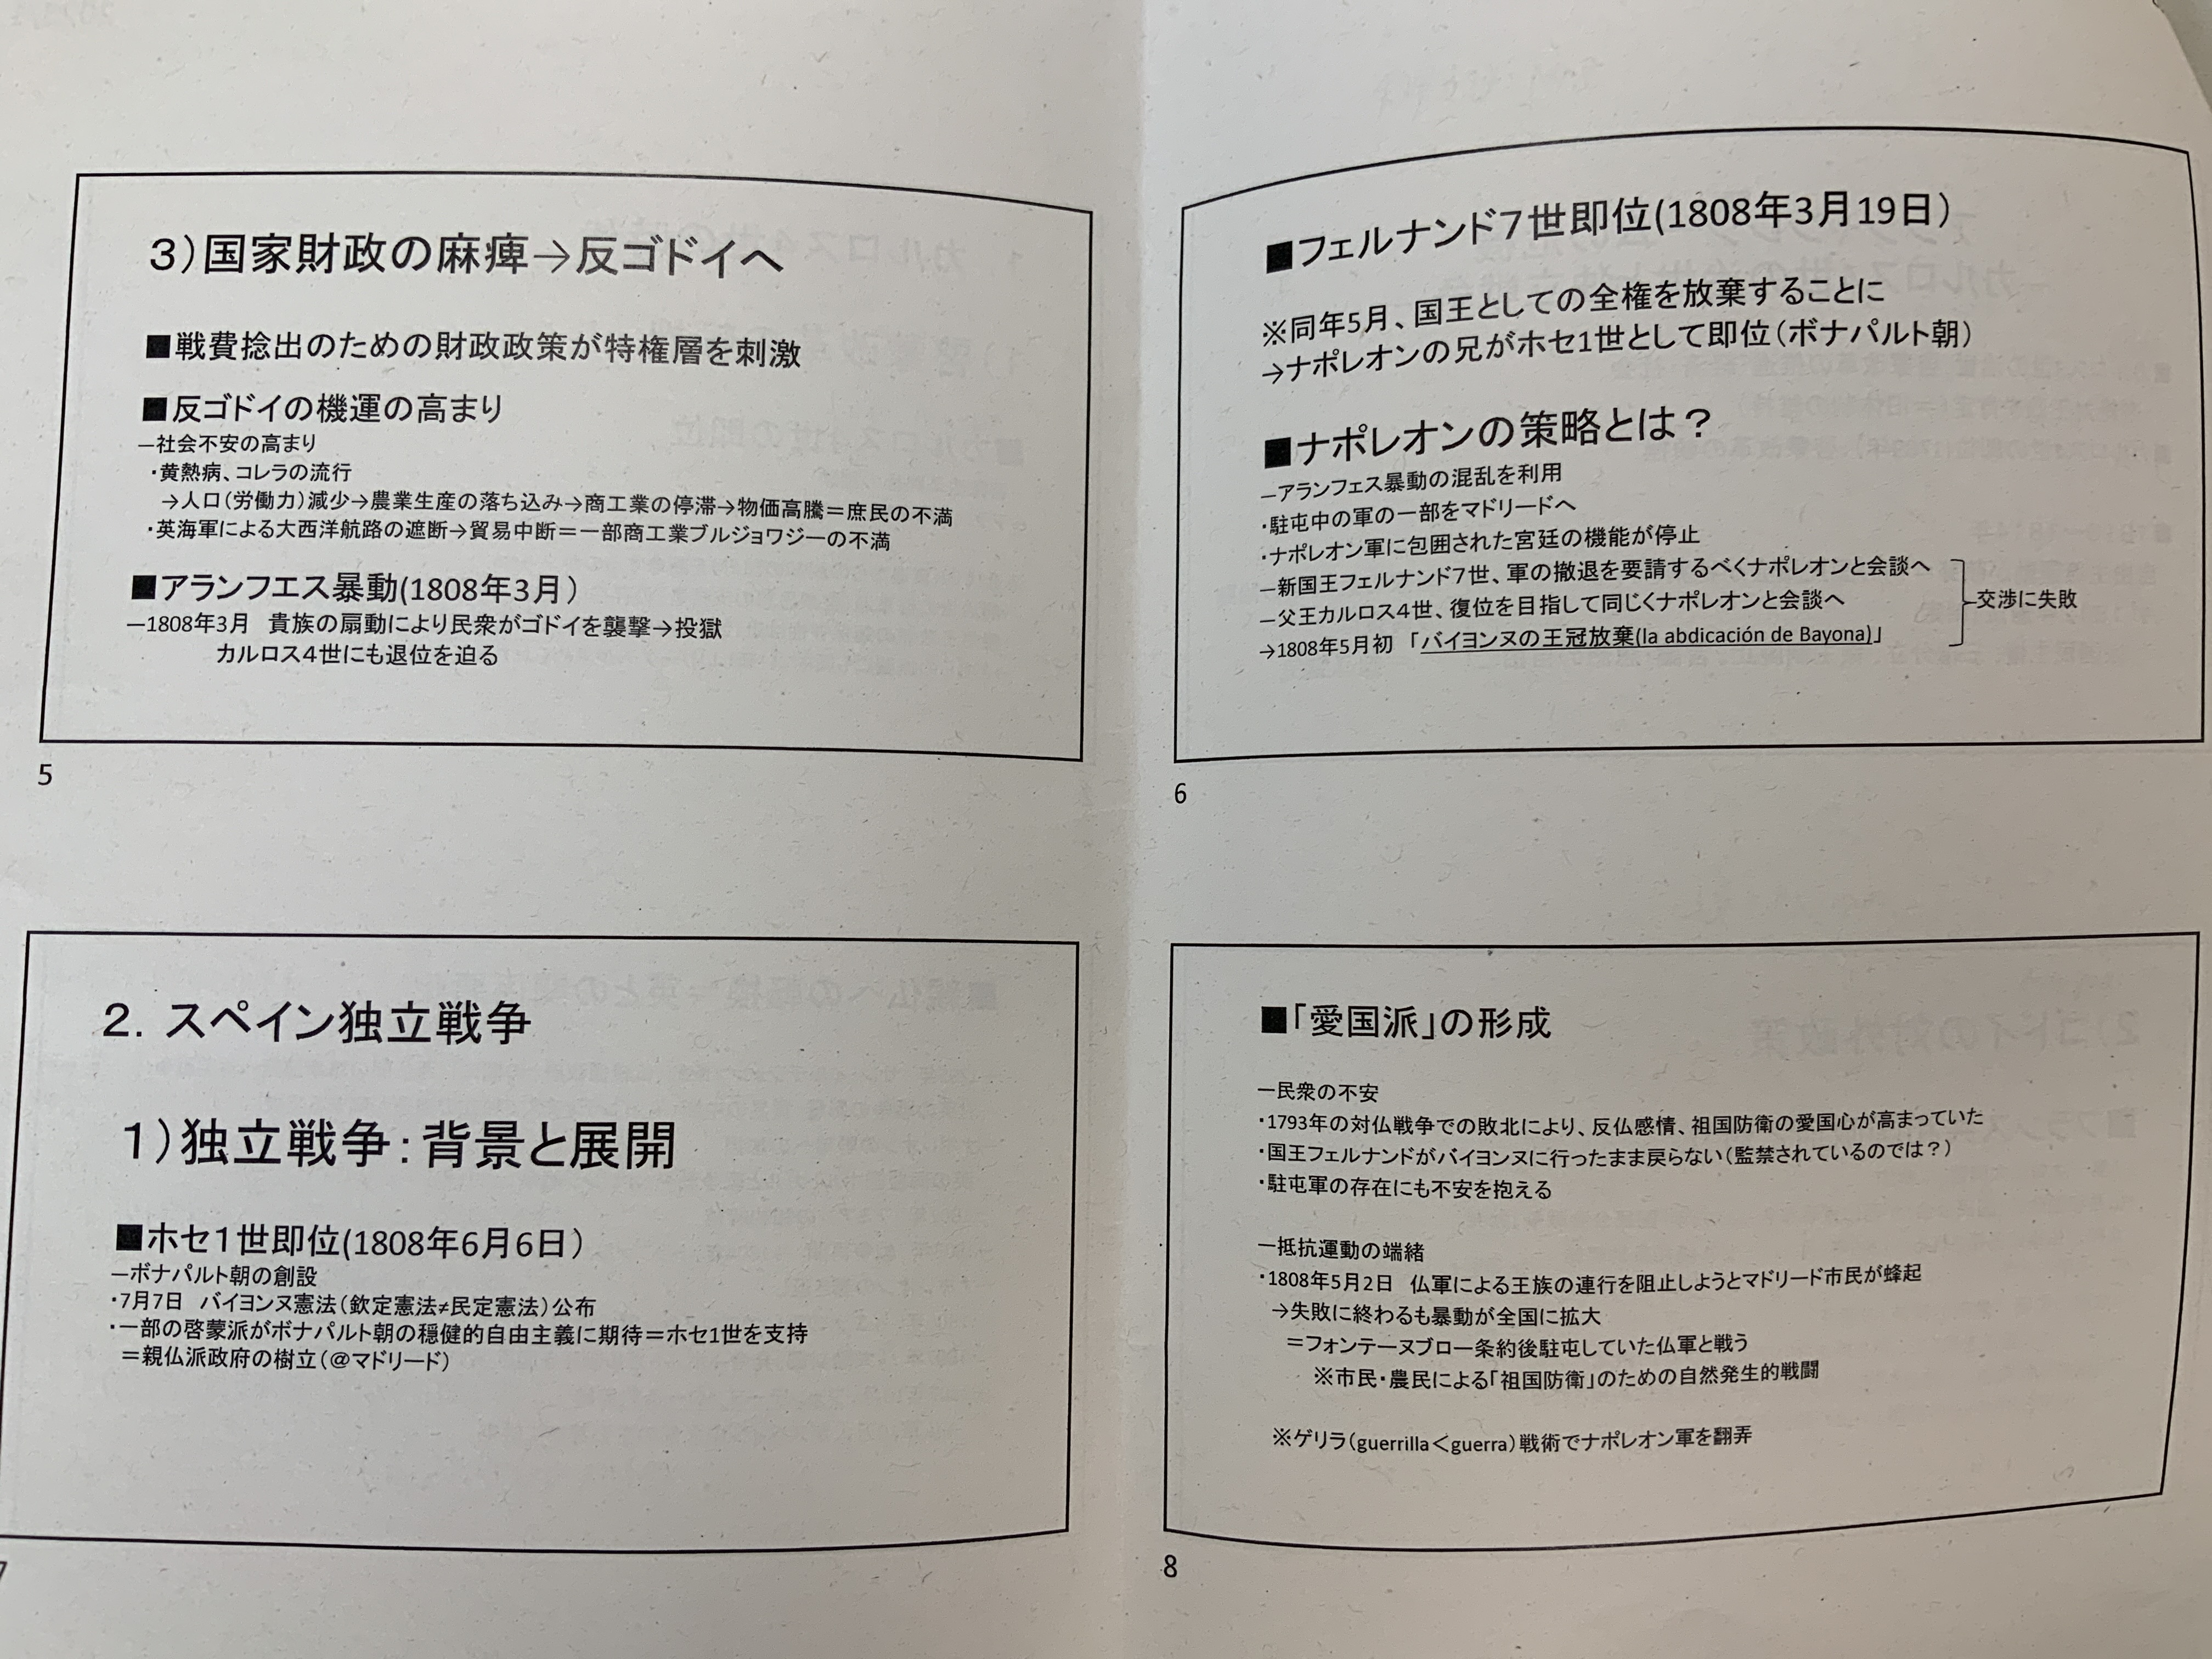 3）国家財政の麻痺→反ゴドイへ
■戦費捻出のための財政政策が特権層を刺激
■反ゴドイの機運の高まり
―社会不安の高まり
・黄熱病、コレラの流行
→人口（労働力）減少→農業生産の落ち込み→商工業の停滞→物価高騰＝庶民の不満
・英海軍による大西洋航路の遮断→貿易中断＝一部商工業ブルジョワジーの不満
■アランフエス暴動(1808年3月）
―1808年3月　貴族の扇動により民衆がゴドイを襲撃→投獄
カルロス4世にも退位を迫る
5
■フェルナンド7世即位(1808年3月19日）
※同年5月、国王としての全権を放棄することに
→ナポレオンの兄がホセ1世として即位（ボナパルト朝）
■ナポレオンの策略とは？
―アランフェス暴動の混乱を利用
・駐屯中の軍の一部をマドリードへ
・ナポレオン軍に包囲された宮廷の機能が停止
―新国王フェルナンド7世、軍の撤退を要請するべくナポレオンと会談へ
―父王カルロス4世、復位を目指して同じくナポレオンと会談へ
交渉に失敗
→1808年5月初　「バイヨンヌの王冠放棄(la abdicación de Bayona)」
6
2．スペイン独立戦争
1）独立戦争：背景と展開
■ホセ1世即位(1808年6月6日）
―ボナパルト朝の創設
・7月7日　バイヨンヌ憲法（欽定憲法≠民定憲法）公布
・一部の啓蒙派がボナパルト朝の穏健的自由主義に期待＝ホセ1世を支持
＝親仏派政府の樹立（@マドリード）
7
■「愛国派」の形成
―民衆の不安
・1793年の対仏戦争での敗北により、反仏感情、祖国防衛の愛国心が高まっていた
・国王フェルナンドがバイヨンヌに行ったまま戻らない（監禁されているのでは？）
・駐屯軍の存在にも不安を抱える
―抵抗運動の端緒
・1808年5月2日　仏軍による王族の連行を阻止しようとマドリード市民が蜂起
→失敗に終わるも暴動が全国に拡大
＝フォンテーヌブロー条約後駐屯していた仏軍と戦う
※市民・農民による「祖国防衛」のための自然発生的戦闘
※ゲリラ（guerrilla＜guerra）戦術でナポレオン軍を翻弄
8